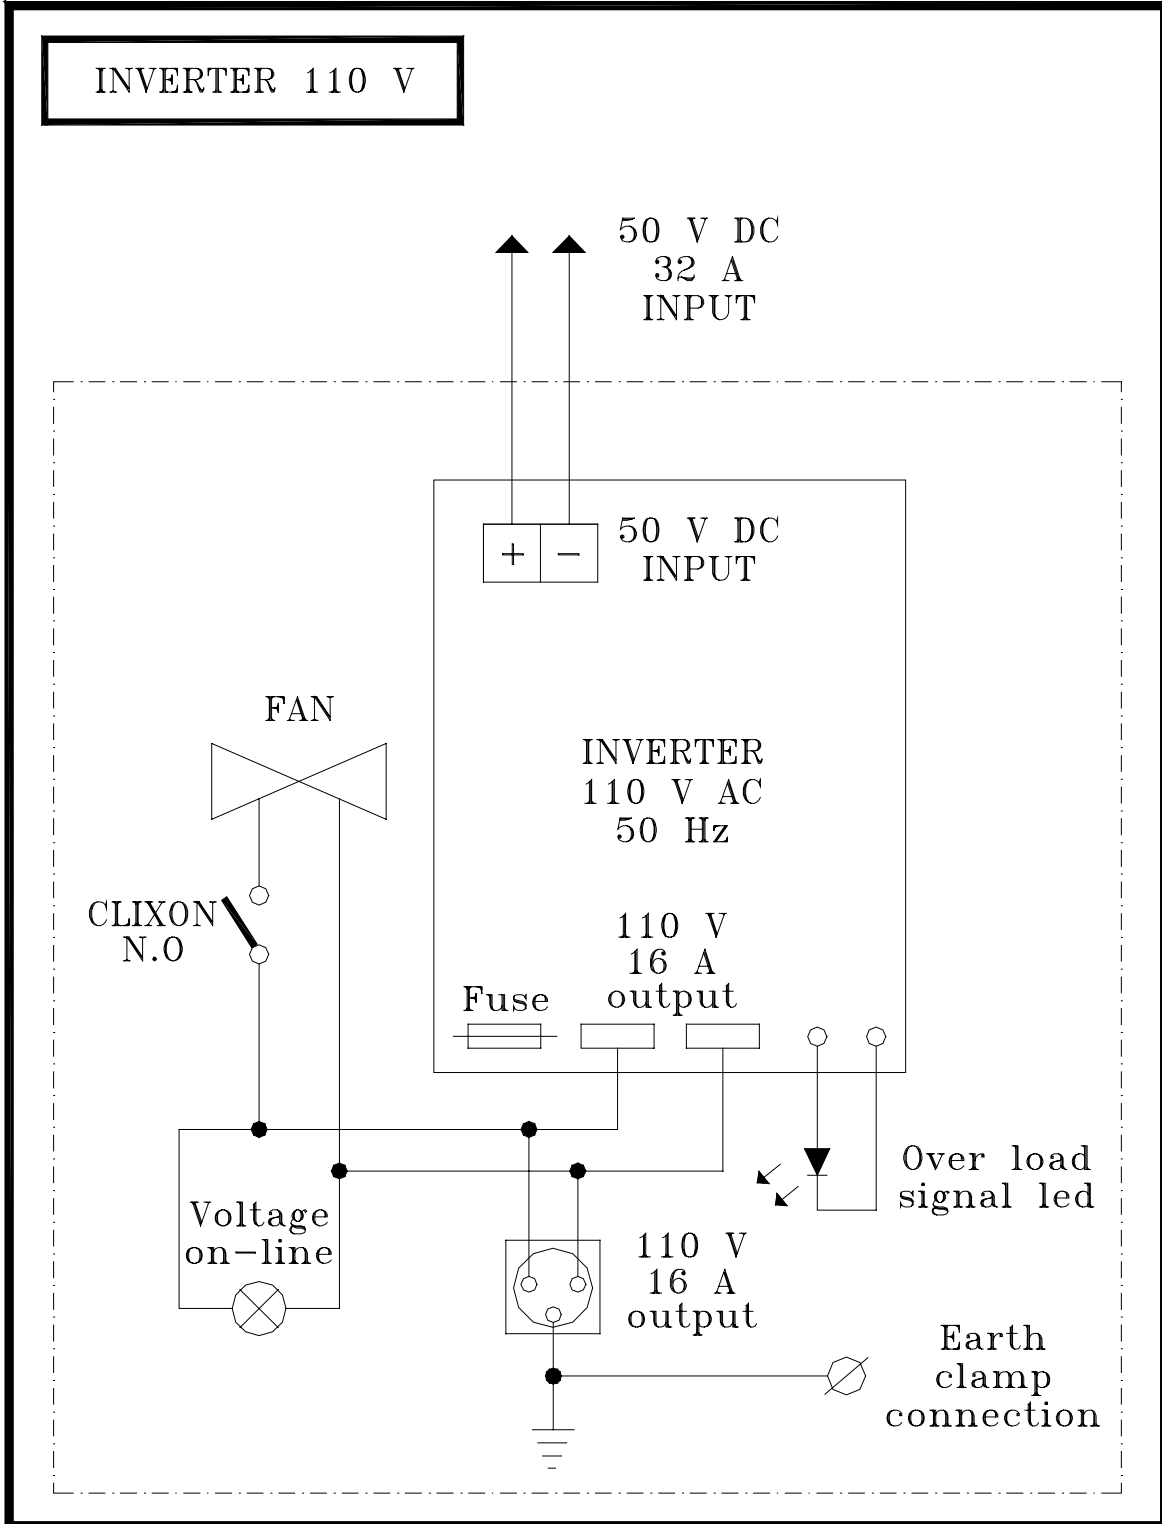 INVERTER 110 V
50 V DC
32 A
INPUT
+ −
50 V DC
INPUT
FAN
INVERTER
110 V AC
50 Hz
CLIXON
N.O
110 V
16 A
output
Fuse
Over load
signal led
Voltage
on-line
110 V
16 A
output
Earth
clamp
connection